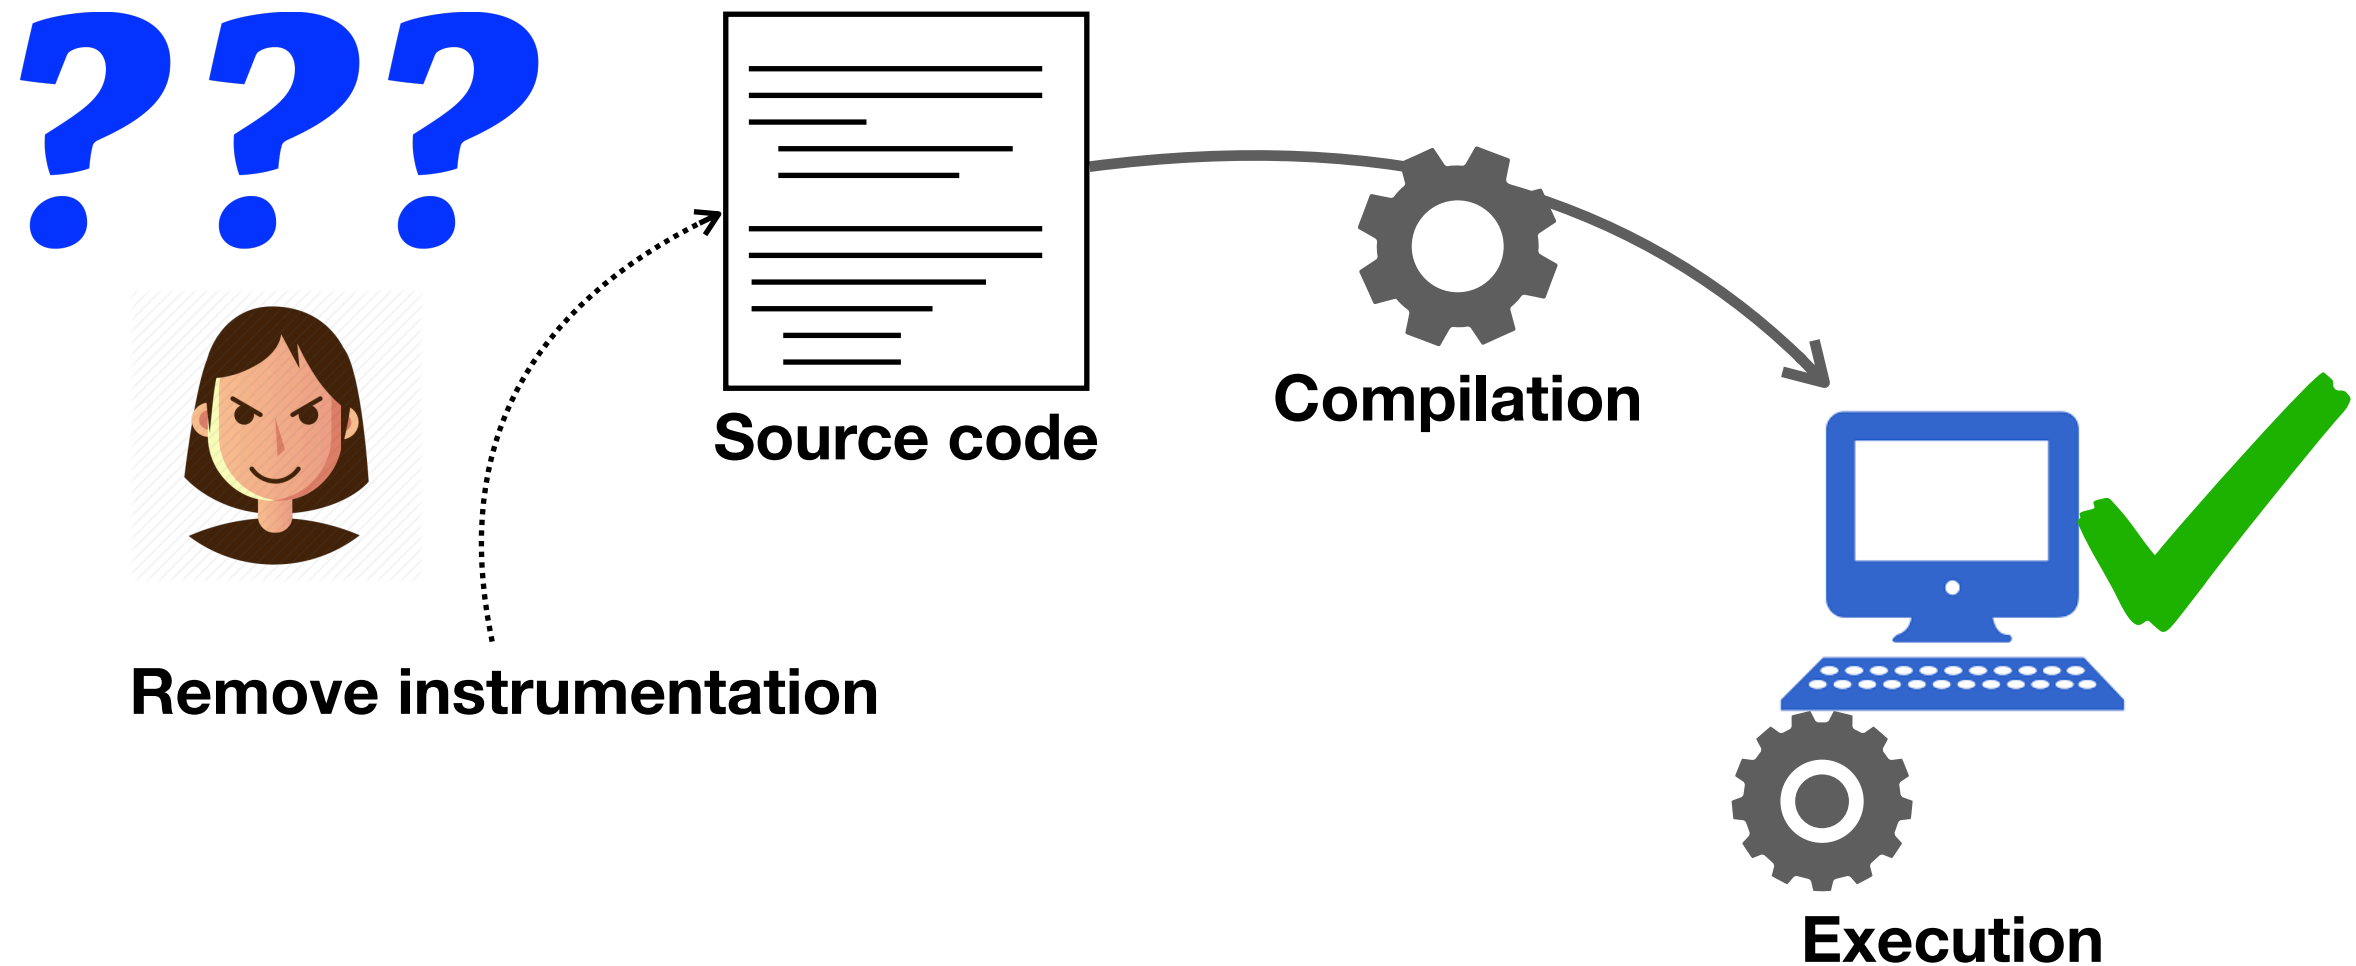 ???
Source code
Compilation
Remove instrumentation
Execution